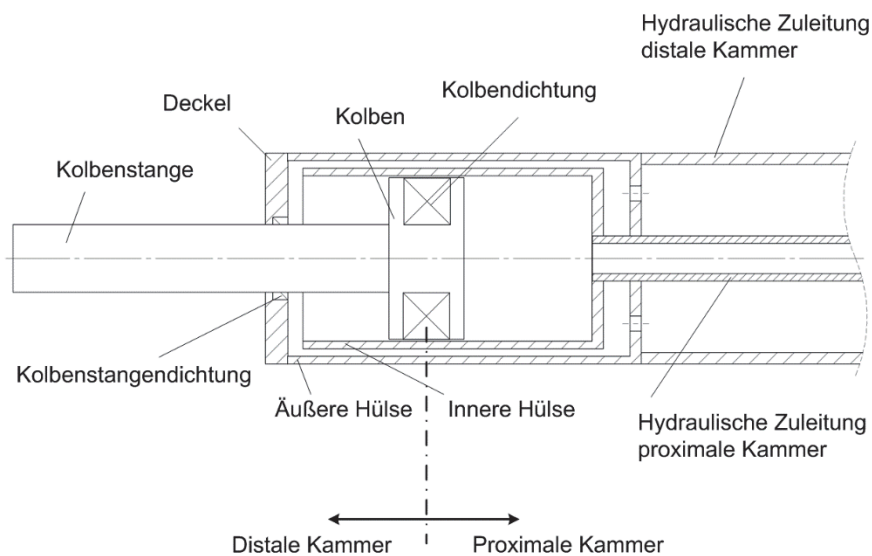 Hydraulische Zuleitung
distale Kammer
Kolbendichtung
Deckel
Kolben
Kolbenstange
Kolbenstangendichtung
Äußere Hülse
Innere Hülse
Hydraulische Zuleitung
proximale Kammer
Distale Kammer
Proximale Kammer